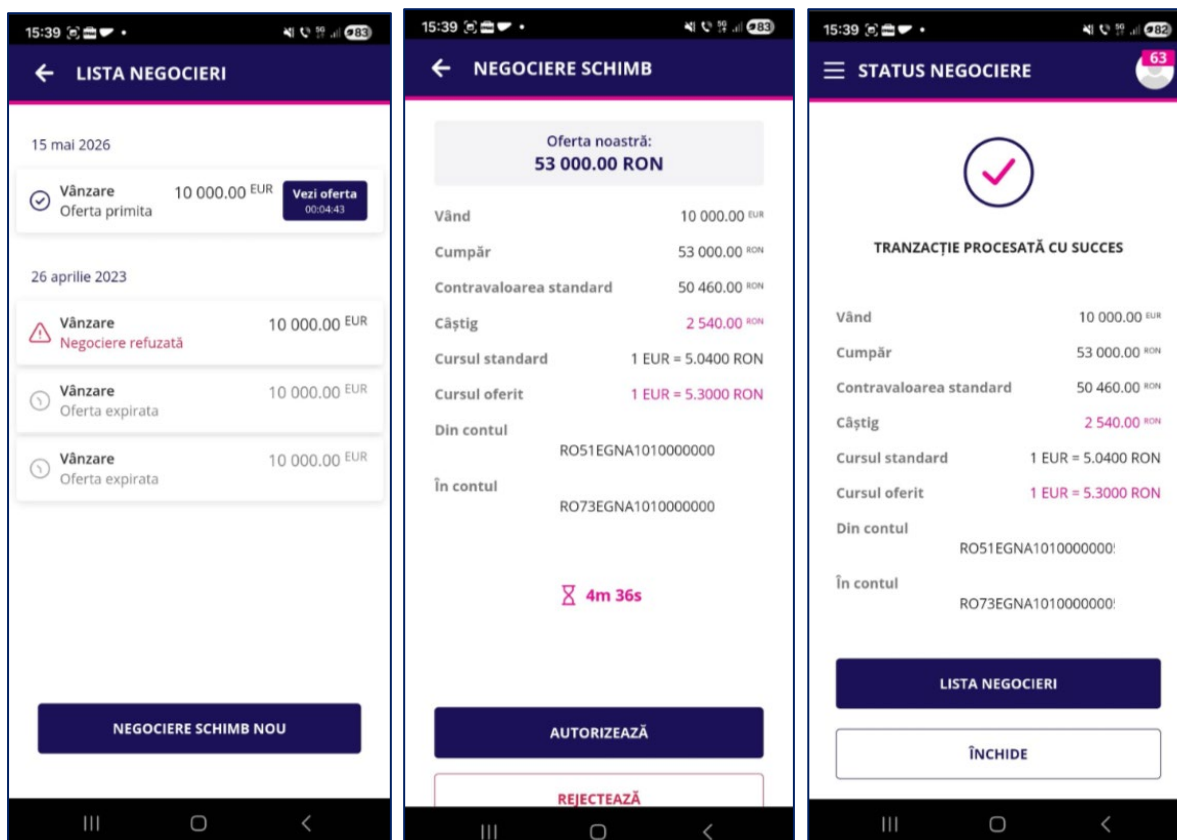 15:39
83
LISTA NEGOCIERI
15 mai 2026
Vânzare 10 000.00 EUR Vezi oferta
Oferta primita 00:04:43
26 aprilie 2023
Vânzare 10 000.00 EUR
Negociere refuzată
Vânzare 10 000.00 EUR
Oferta expirata
Vânzare 10 000.00 EUR
Oferta expirata
NEGOCIERE SCHIMB NOU
15:39 5G 83
NEGOCIERE SCHIMB
Oferta noastră:
53 000.00 RON
Vând 10 000.00 EUR
Cumpăr 53 000.00 RON
Contravaloarea standard 50 460.00 RON
Câștig 2 540.00 RON
Cursul standard 1 EUR = 5.0400 RON
Cursul oferit 1 EUR = 5.3000 RON
Din contul
RO51EGNA1010000000
În contul
RO73EGNA1010000000
4m 36s
AUTORIZEAZĂ
REJECTEAZĂ
15:39 5G 82
STATUS NEGOCIERE 63
TRANZACȚIE PROCESATĂ CU SUCCES
Vând 10 000.00 EUR
Cumpăr 53 000.00 RON
Contravaloarea standard 50 460.00 RON
Câștig 2 540.00 RON
Cursul standard 1 EUR = 5.0400 RON
Cursul oferit 1 EUR = 5.3000 RON
Din contul
RO51EGNA1010000000
În contul
RO73EGNA1010000000
LISTA NEGOCIERI
ÎNCHIDE